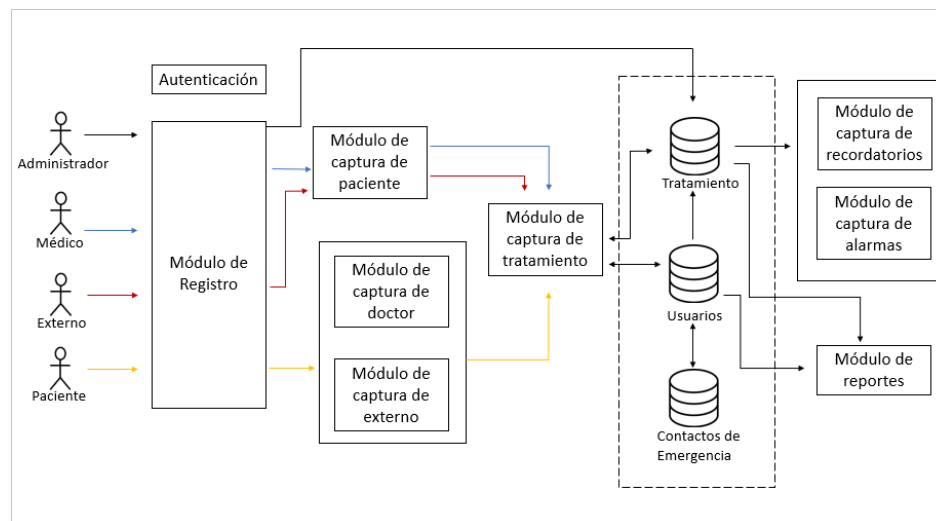 Autenticación
Administrador
Médico
Externo
Paciente
Módulo de
Registro
Módulo de
captura de
paciente
Módulo de
captura de
doctor
Módulo de
captura de
externo
Módulo de
captura de
tratamiento
Tratamiento
Usuarios
Contactos de
Emergencia
Módulo de
captura de
recordatorios
Módulo de
captura de
alarmas
Módulo de
reportes